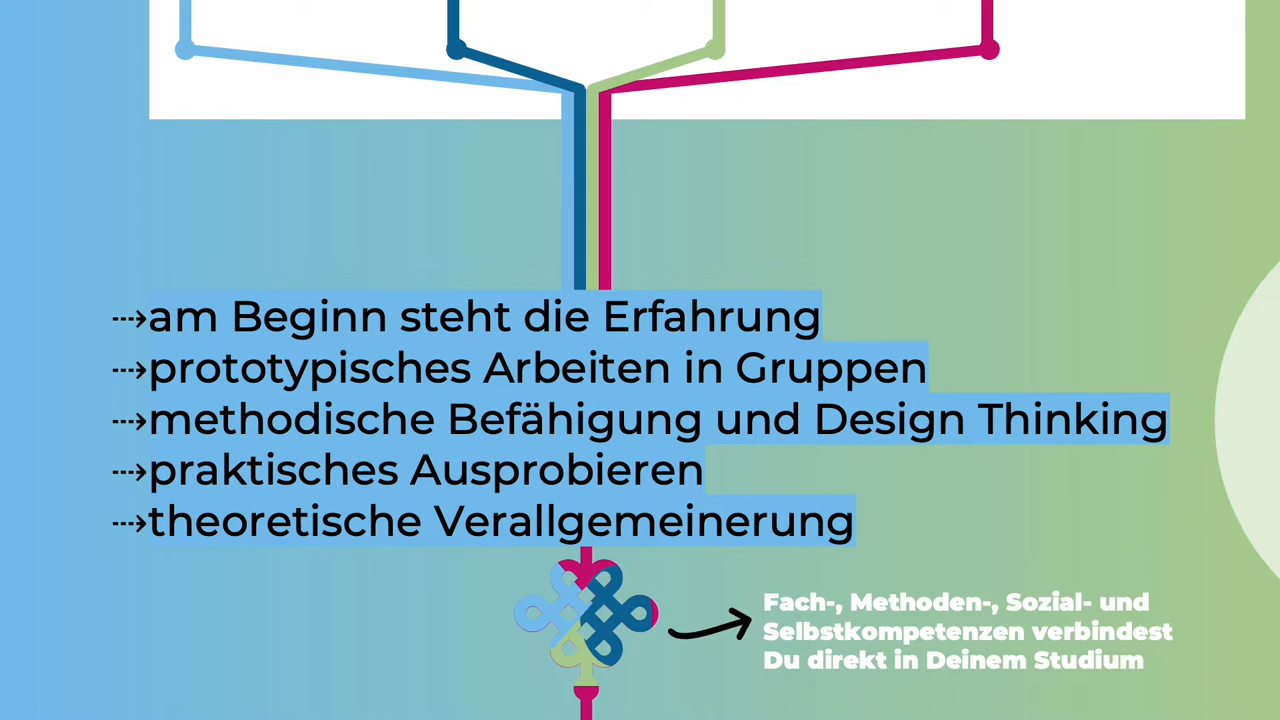 ⇢am Beginn steht die Erfahrung
⇢prototypisches Arbeiten in Gruppen
⇢methodische Befähigung und Design Thinking
⇢praktisches Ausprobieren
⇢theoretische Verallgemeinerung
Fach-, Methoden-, Sozial- und
Selbstkompetenzen verbindest
Du direkt in Deinem Studium